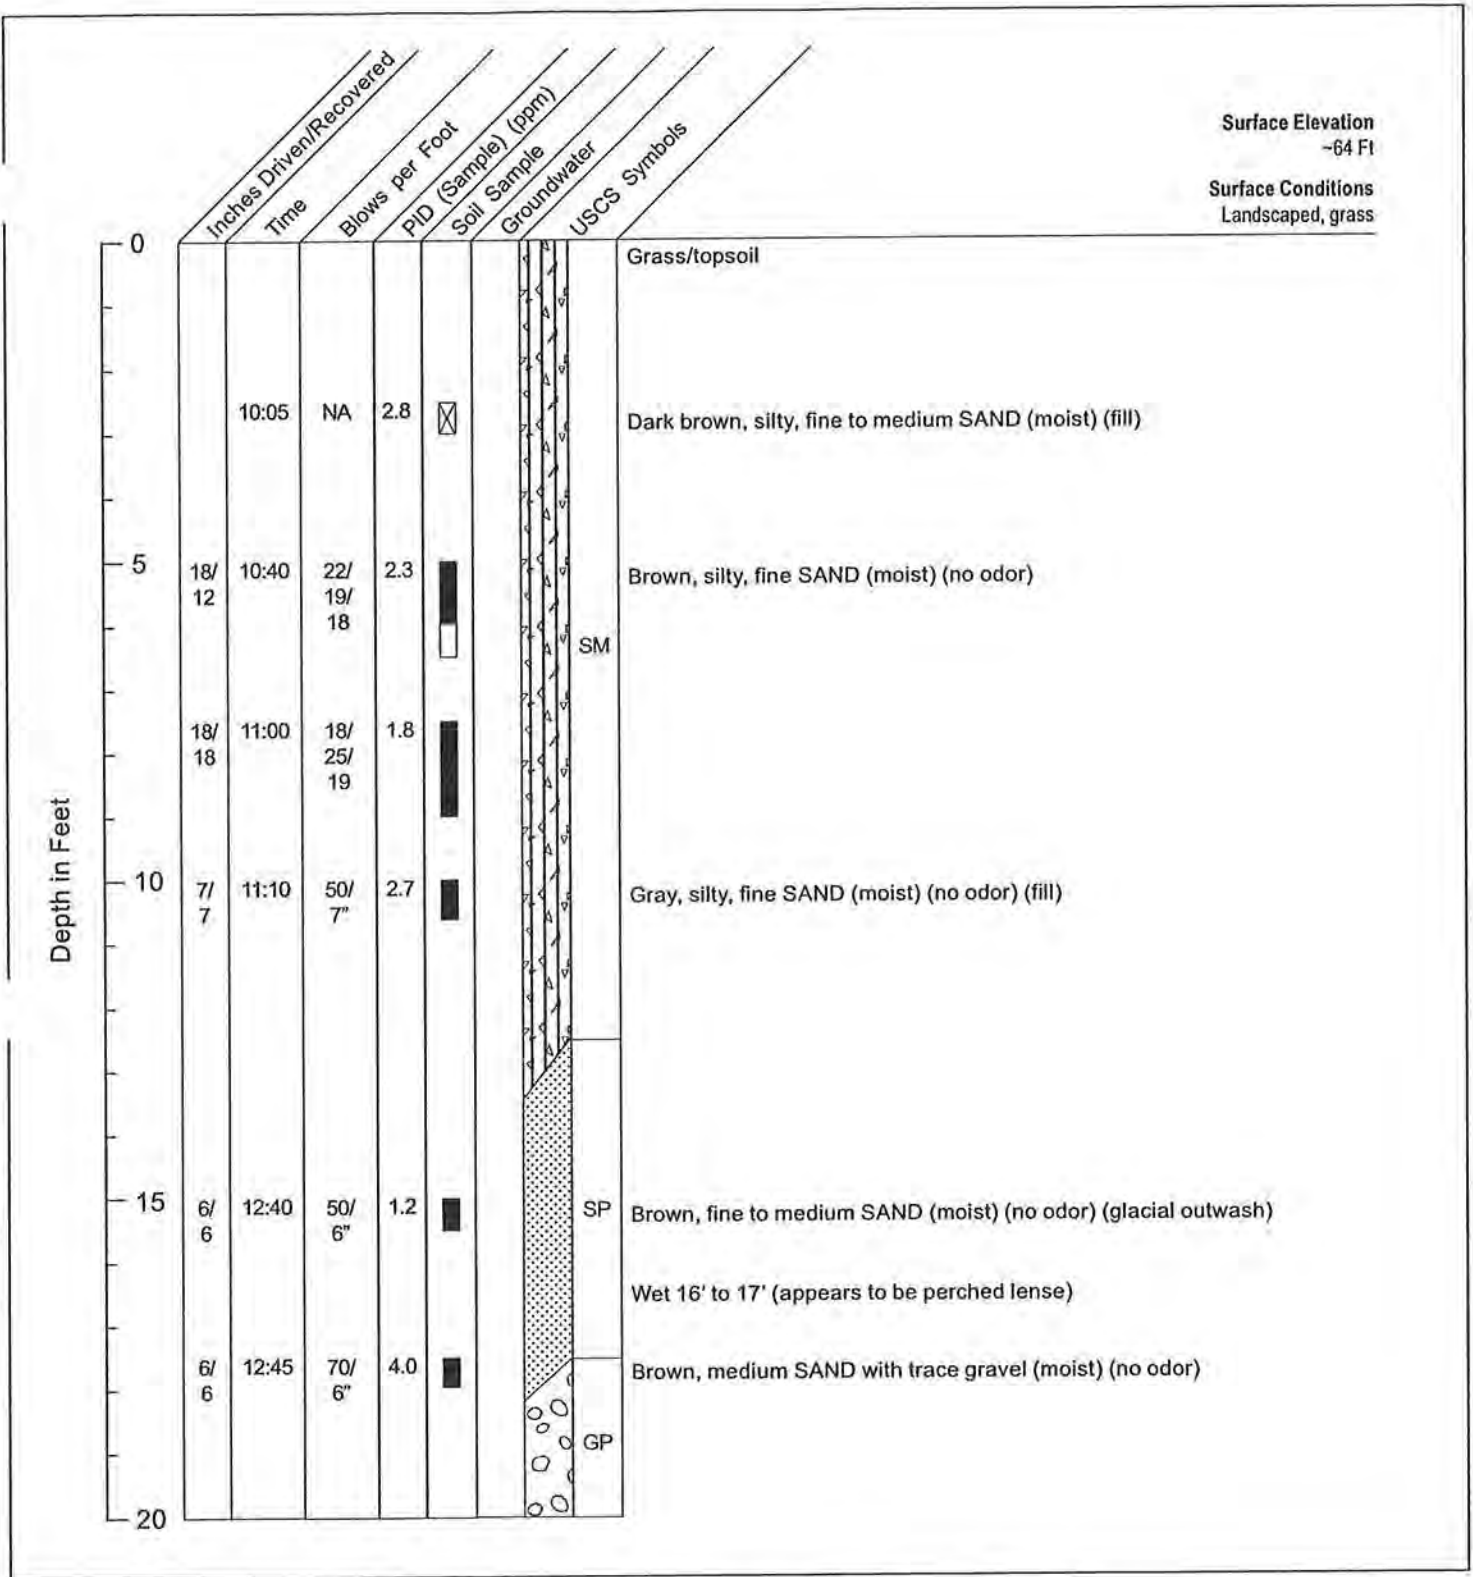 Inches Driven/Recovered
Time
Blows per Foot
PID (Sample) (ppm)
Soil Sample
Groundwater
USCS Symbols
Surface Elevation
~64 Ft
Surface Conditions
Landscaped, grass
Depth in Feet
0
Grass/topsoil
10:05 NA 2.8 Dark brown, silty, fine to medium SAND (moist) (fill)
5
18/ 10:40 22/ 2.3 Brown, silty, fine SAND (moist) (no odor)
12 19/
18
SM
18/ 11:00 18/ 1.8
18 25/
19
10
7/ 11:10 50/ 2.7 Gray, silty, fine SAND (moist) (no odor) (fill)
7 7"
15
6/ 12:40 50/ 1.2 SP Brown, fine to medium SAND (moist) (no odor) (glacial outwash)
6 6"
Wet 16' to 17' (appears to be perched lense)
6/ 12:45 70/ 4.0 Brown, medium SAND with trace gravel (moist) (no odor)
6 6"
GP
20